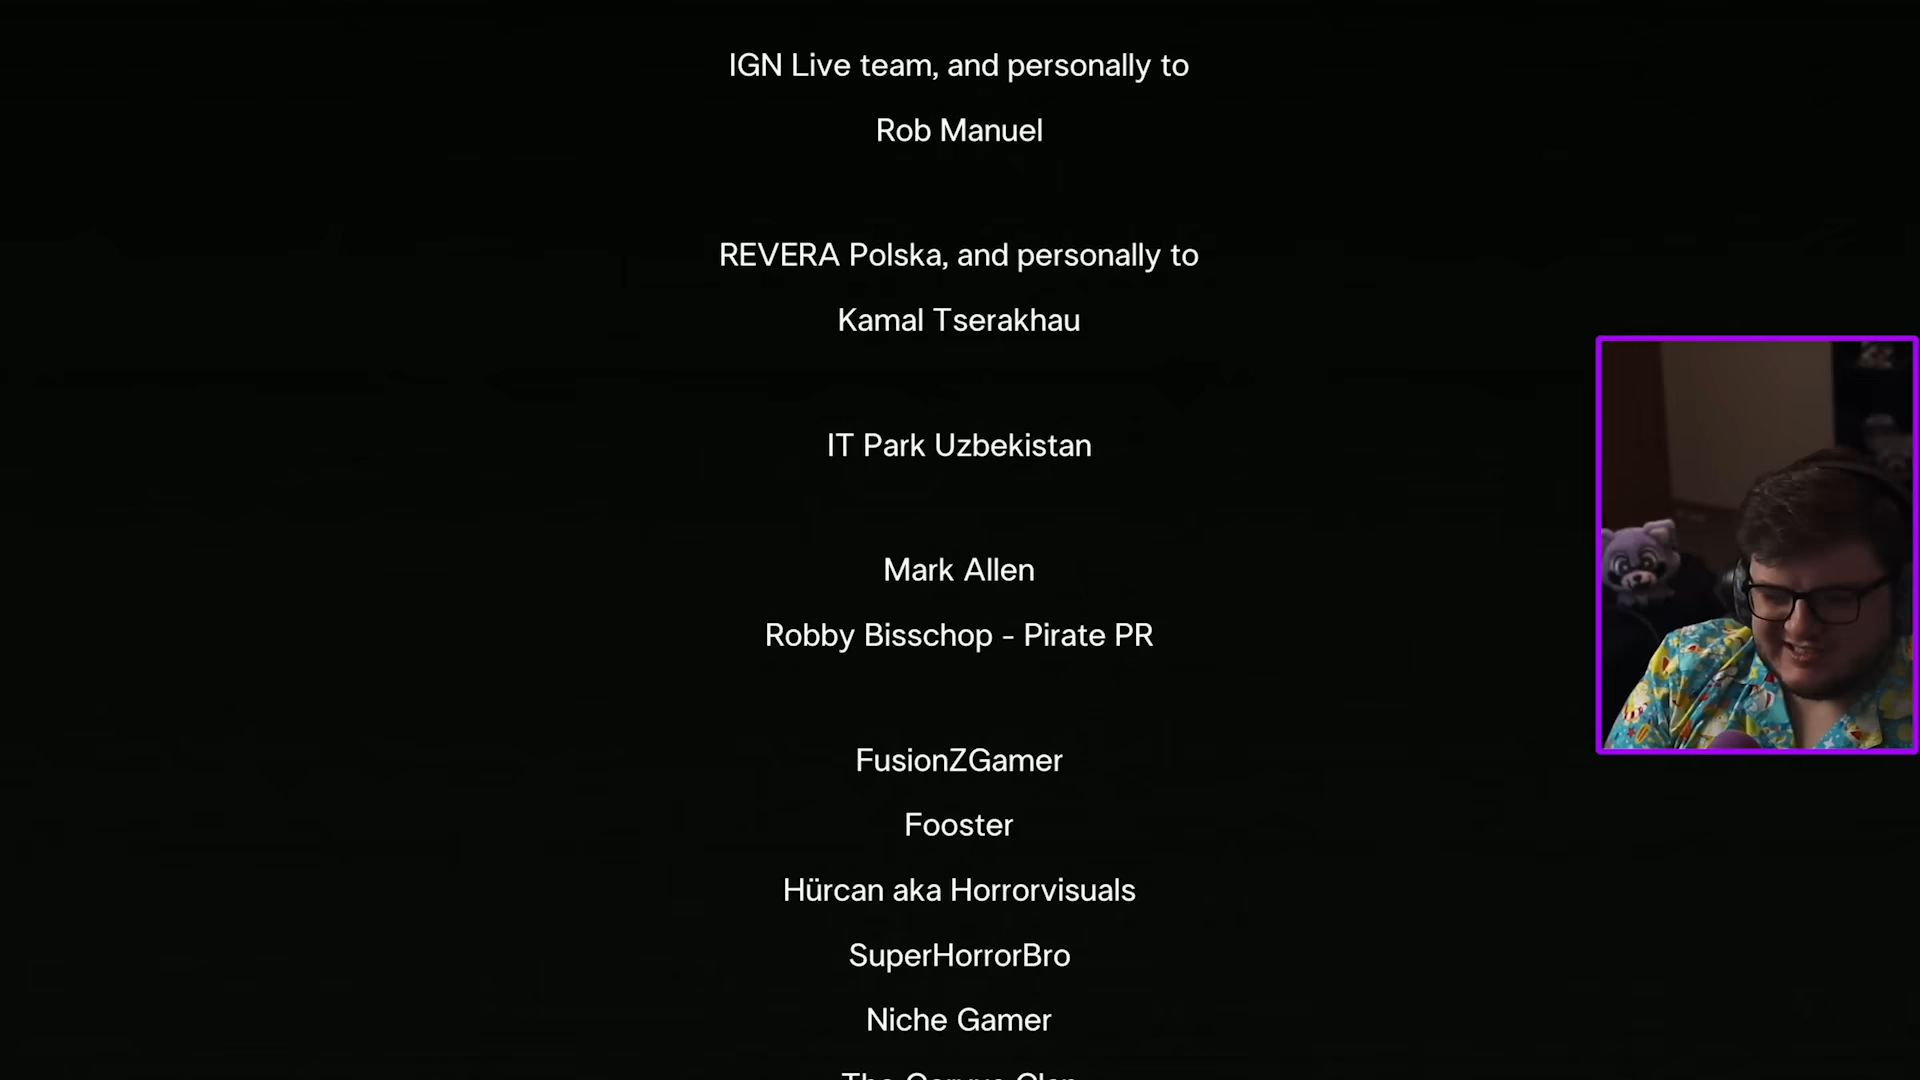 IGN Live team, and personally to
Rob Manuel
REVERA Polska, and personally to
Kamal Tserakhau
IT Park Uzbekistan
Mark Allen
Robby Bisschop - Pirate PR
FusionZGamer
Fooster
Hürcan aka Horrorvisuals
SuperHorrorBro
Niche Gamer
The